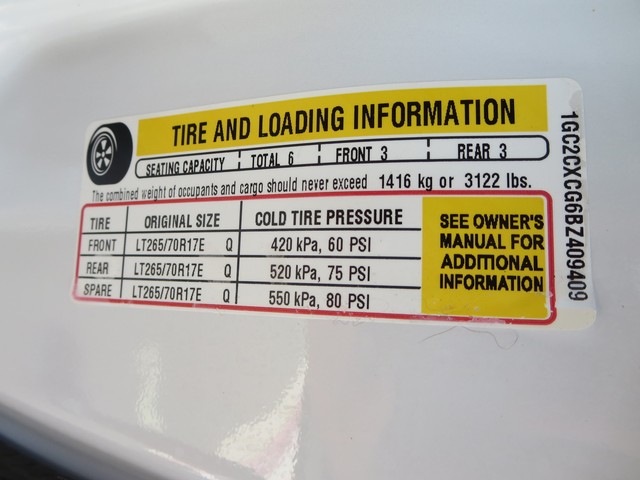 TIRE AND LOADING INFORMATION
SEATING CAPACITY TOTAL 6 FRONT 3 REAR 3
The combined weight of occupants and cargo should never exceed 1416 kg or 3122 lbs.
TIRE ORIGINAL SIZE COLD TIRE PRESSURE
FRONT LT265/70R17E Q 420 kPa, 60 PSI
REAR LT265/70R17E Q 520 kPa, 75 PSI
SPARE LT265/70R17E Q 550 kPa, 80 PSI
SEE OWNER'S
MANUAL FOR
ADDITIONAL
INFORMATION
1GC2CXCG6BZ409409